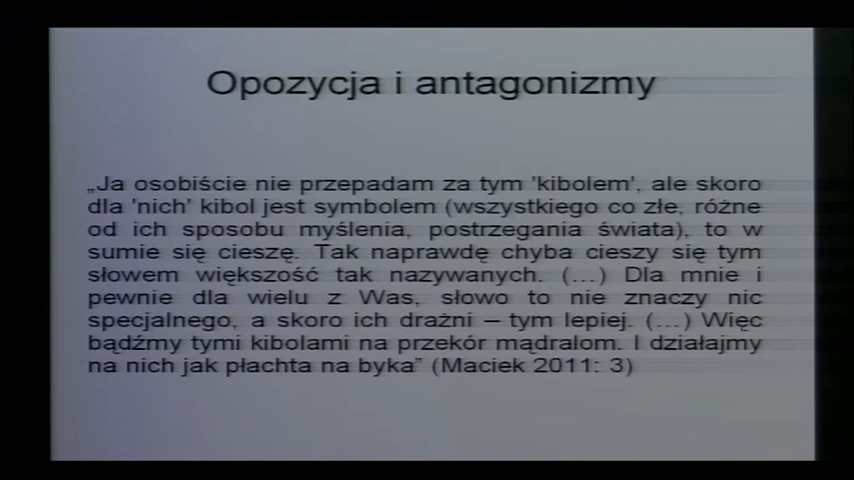 Opozycja i antagonizmy
„Ja osobiście nie przepadam za tym 'kibolem', ale skoro
dla 'nich' kibol jest symbolem (wszystkiego co złe, różne
od ich sposobu myślenia, postrzegania świata), to w
sumie się cieszę. Tak naprawdę chyba cieszy się tym
słowem większość tak nazywanych. (…) Dla mnie i
pewnie dla wielu z Was, słowo to nie znaczy nic
specjalnego, a skoro ich drażni – tym lepiej. (…) Więc
bądźmy tymi kibolami na przekór mądralom. I działajmy
na nich jak płachta na byka” (Maciek 2011: 3)